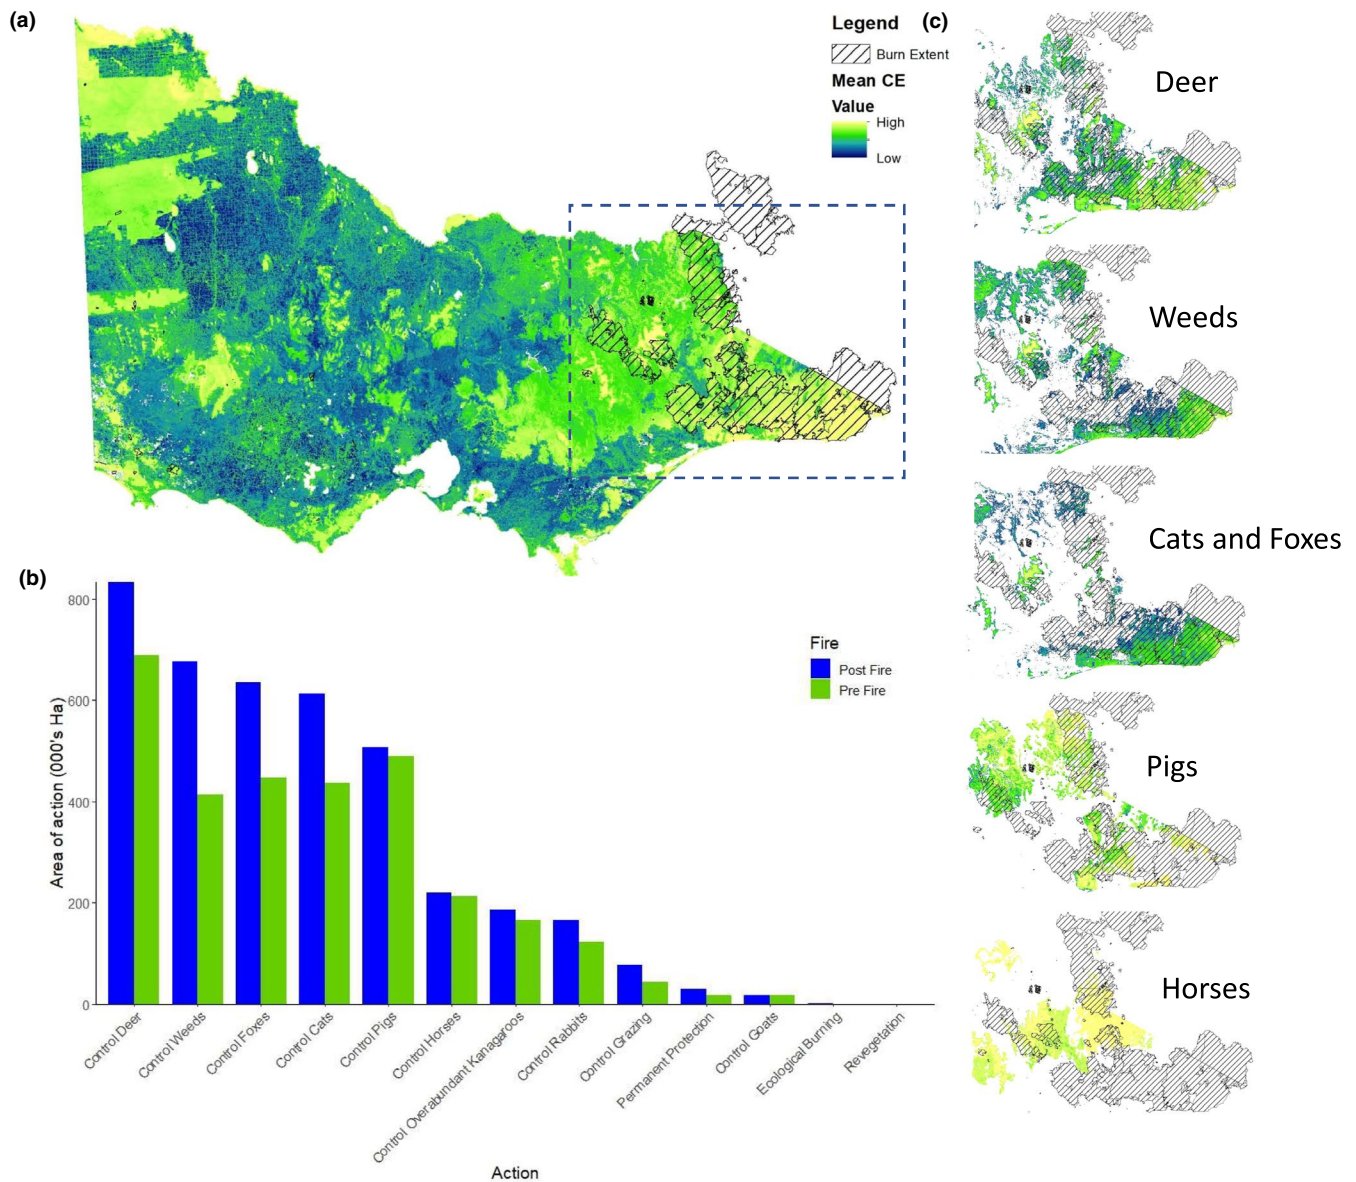 (a)
Legend
Burn Extent
Mean CE
Value
High
Low
(c)
Deer
Weeds
Cats and Foxes
Pigs
Horses
(b)
Area of action (000's Ha)
800
600
400
200
0
Fire
Post Fire
Pre Fire
Control Deer
Control Weeds
Control Foxes
Control Cats
Control Pigs
Control Horses
Control Overabundant Kanagaroos
Control Rabbits
Control Grazing
Permanent Protection
Control Goats
Ecological Burning
Revegetation
Action